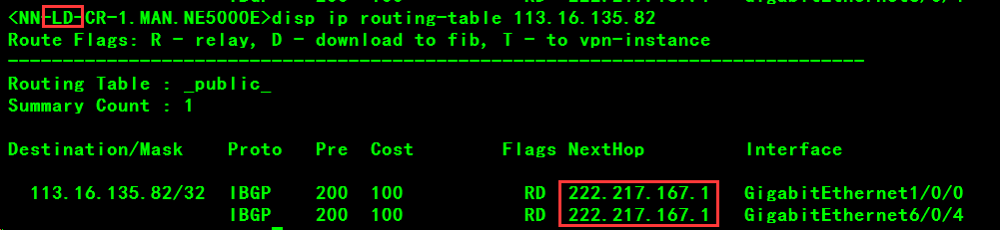 <NN-LD-CR-1.MAN.NE5000E>disp ip routing-table 113.16.135.82
Route Flags: R - relay, D - download to fib, T - to vpn-instance
------------------------------------------------------------------------------
Routing Table : _public_
Summary Count : 1
Destination/Mask    Proto   Pre  Cost        Flags NextHop         Interface
113.16.135.82/32  IBGP    200  100           RD  222.217.167.1   GigabitEthernet1/0/0
IBGP    200  100           RD  222.217.167.1   GigabitEthernet6/0/4